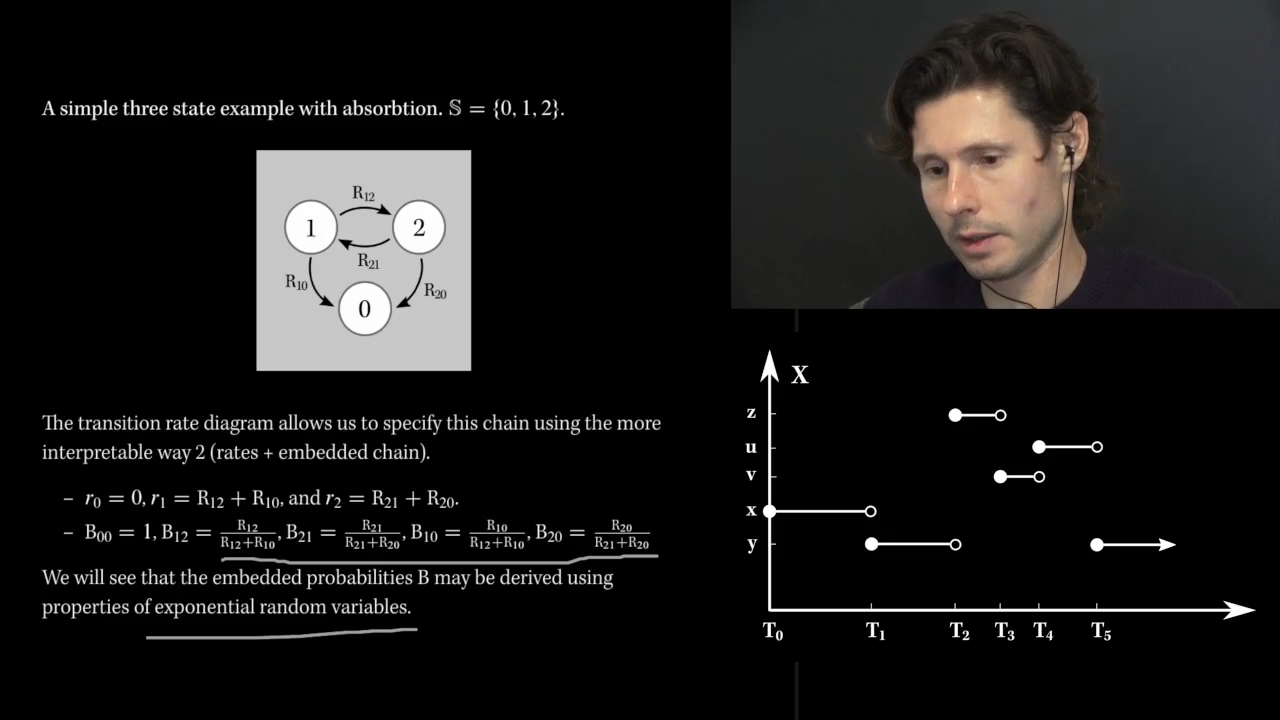 A simple three state example with absorbtion. 𝕊 = {0, 1, 2}.
R₁₂
1
2
R₂₁
R₁₀
R₂₀
0
The transition rate diagram allows us to specify this chain using the more
interpretable way 2 (rates + embedded chain).
– r₀ = 0, r₁ = R₁₂ + R₁₀, and r₂ = R₂₁ + R₂₀.
– B₀₀ = 1, B₁₂ = R₁₂/(R₁₂+R₁₀), B₂₁ = R₂₁/(R₂₁+R₂₀), B₁₀ = R₁₀/(R₁₂+R₁₀), B₂₀ = R₂₀/(R₂₁+R₂₀)
We will see that the embedded probabilities B may be derived using
properties of exponential random variables.
X
z
u
v
x
y
T₀ T₁ T₂ T₃ T₄ T₅